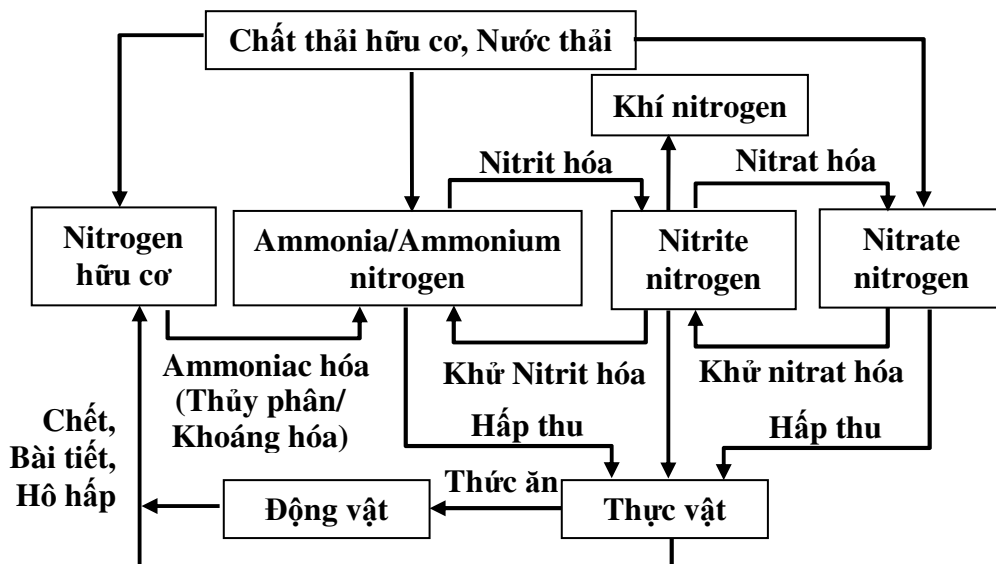 Chất thải hữu cơ, Nước thải
Khí nitrogen
Nitrit hóa
Nitrat hóa
Nitrogen
hữu cơ
Ammonia/Ammonium
nitrogen
Nitrite
nitrogen
Nitrate
nitrogen
Ammoniac hóa
(Thủy phân/
Khoáng hóa)
Khử Nitrit hóa
Khử nitrat hóa
Chết,
Bài tiết,
Hô hấp
Hấp thu
Hấp thu
Thức ăn
Động vật
Thực vật